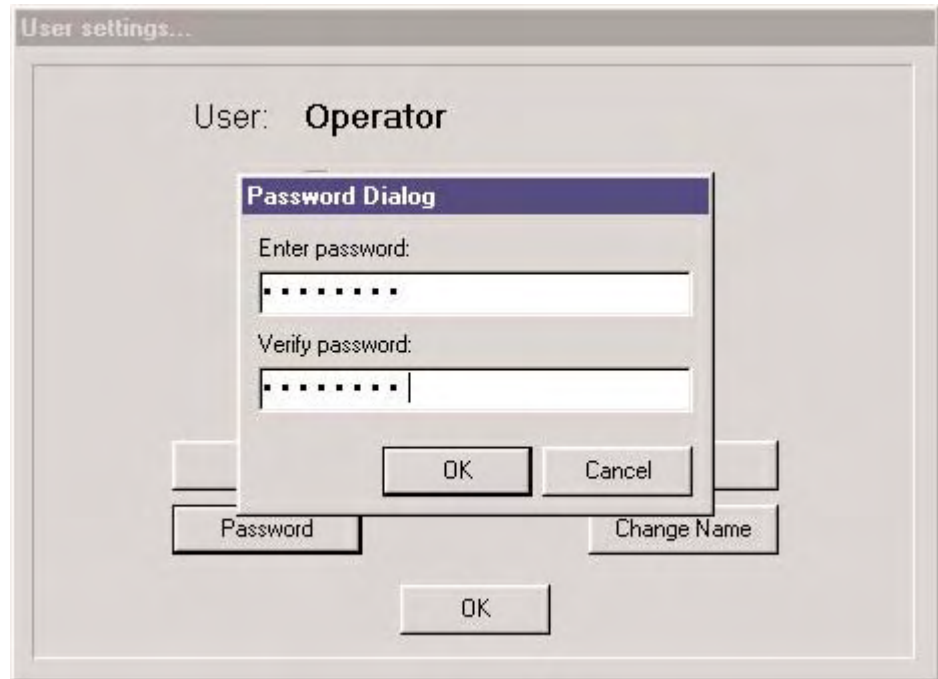 User settings...
User: Operator
Password Dialog
Enter password:
▪▪▪▪▪▪▪▪
Verify password:
▪▪▪▪▪▪▪▪
OK Cancel
Password Change Name
OK